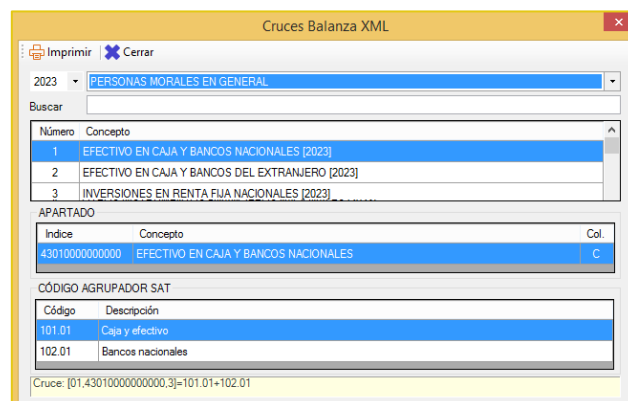 Cruces Balanza XML
Imprimir Cerrar
2023 PERSONAS MORALES EN GENERAL
Buscar
Número Concepto
1 EFECTIVO EN CAJA Y BANCOS NACIONALES [2023]
2 EFECTIVO EN CAJA Y BANCOS DEL EXTRANJERO [2023]
3 INVERSIONES EN RENTA FIJA NACIONALES [2023]
APARTADO
Indice Concepto Col.
43010000000000 EFECTIVO EN CAJA Y BANCOS NACIONALES C
CÓDIGO AGRUPADOR SAT
Código Descripción
101.01 Caja y efectivo
102.01 Bancos nacionales
Cruce: [01,43010000000000,3]=101.01+102.01